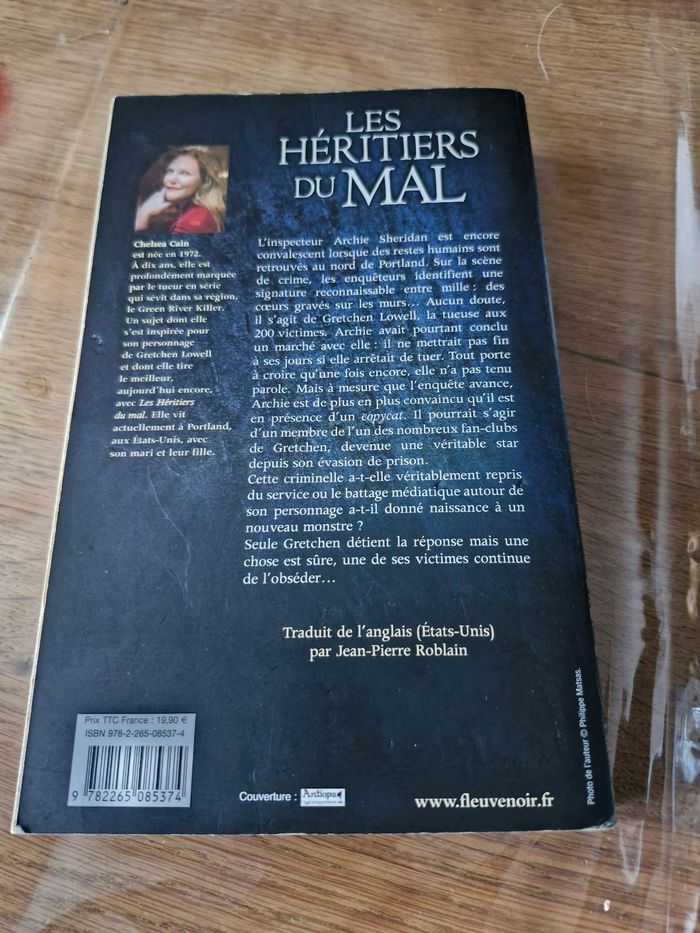 LES
HÉRITIERS
DU MAL
Chelsea Cain
est née en 1972.
À dix ans, elle est
profondément marquée
par le tueur en série
qui sévit dans sa région,
le Green River Killer.
Un sujet dont elle
s'est inspirée pour
son personnage
de Gretchen Lowell
et dont elle tire
le meilleur,
aujourd'hui encore,
avec Les Héritiers
du mal. Elle vit
actuellement à Portland,
aux États-Unis, avec
son mari et leur fille.
L'inspecteur Archie Sheridan est encore
convalescent lorsque des restes humains sont
retrouvés au nord de Portland. Sur la scène
de crime, les enquêteurs identifient une
signature reconnaissable entre mille : des
cœurs gravés sur les murs... Aucun doute,
il s'agit de Gretchen Lowell, la tueuse aux
200 victimes. Archie avait pourtant conclu
un marché avec elle : il ne mettrait pas fin
à ses jours si elle arrêtait de tuer. Tout porte
à croire qu'une fois encore, elle n'a pas tenu
parole. Mais à mesure que l'enquête avance,
Archie est de plus en plus convaincu qu'il est
en présence d'un copycat. Il pourrait s'agir
d'un membre de l'un des nombreux fan-clubs
de Gretchen, devenue une véritable star
depuis son évasion de prison.
Cette criminelle a-t-elle véritablement repris
du service ou le battage médiatique autour de
son personnage a-t-il donné naissance à un
nouveau monstre ?
Seule Gretchen détient la réponse mais une
chose est sûre, une de ses victimes continue
de l'obséder...
Traduit de l'anglais (États-Unis)
par Jean-Pierre Roblain
Prix TTC France : 19,90 €
ISBN 978-2-265-08537-4
9 782265 085374
Couverture : Antiope
www.fleuvenoir.fr
Photo de l'auteur © Philippe Matsas.